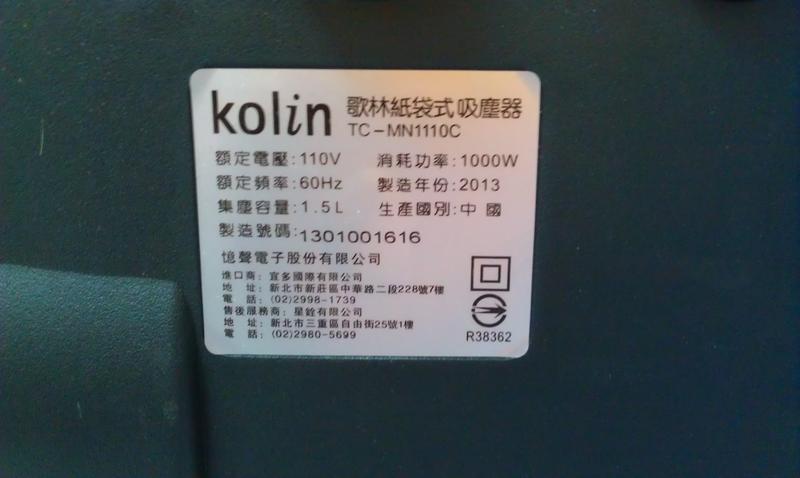 kolin 歌林紙袋式吸塵器
TC-MN1110C
額定電壓:110V 消耗功率:1000W
額定頻率:60Hz 製造年份:2013
集塵容量:1.5L 生產國別:中 國
製造號碼:1301001616
憶聲電子股份有限公司
進口商: 宜多國際有限公司
地 址: 新北市新莊區中華路二段228號7樓
電 話: (02)2998-1739
售後服務商: 星銓有限公司
地 址: 新北市三重區自由街25號1樓
電 話: (02)2980-5699
R38362